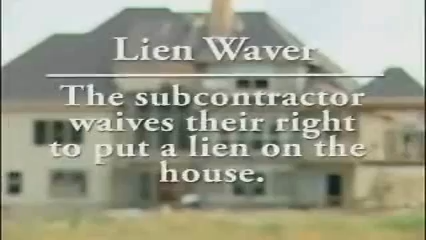 Lien Waver
The subcontractor
waives their right
to put a lien on the
house.